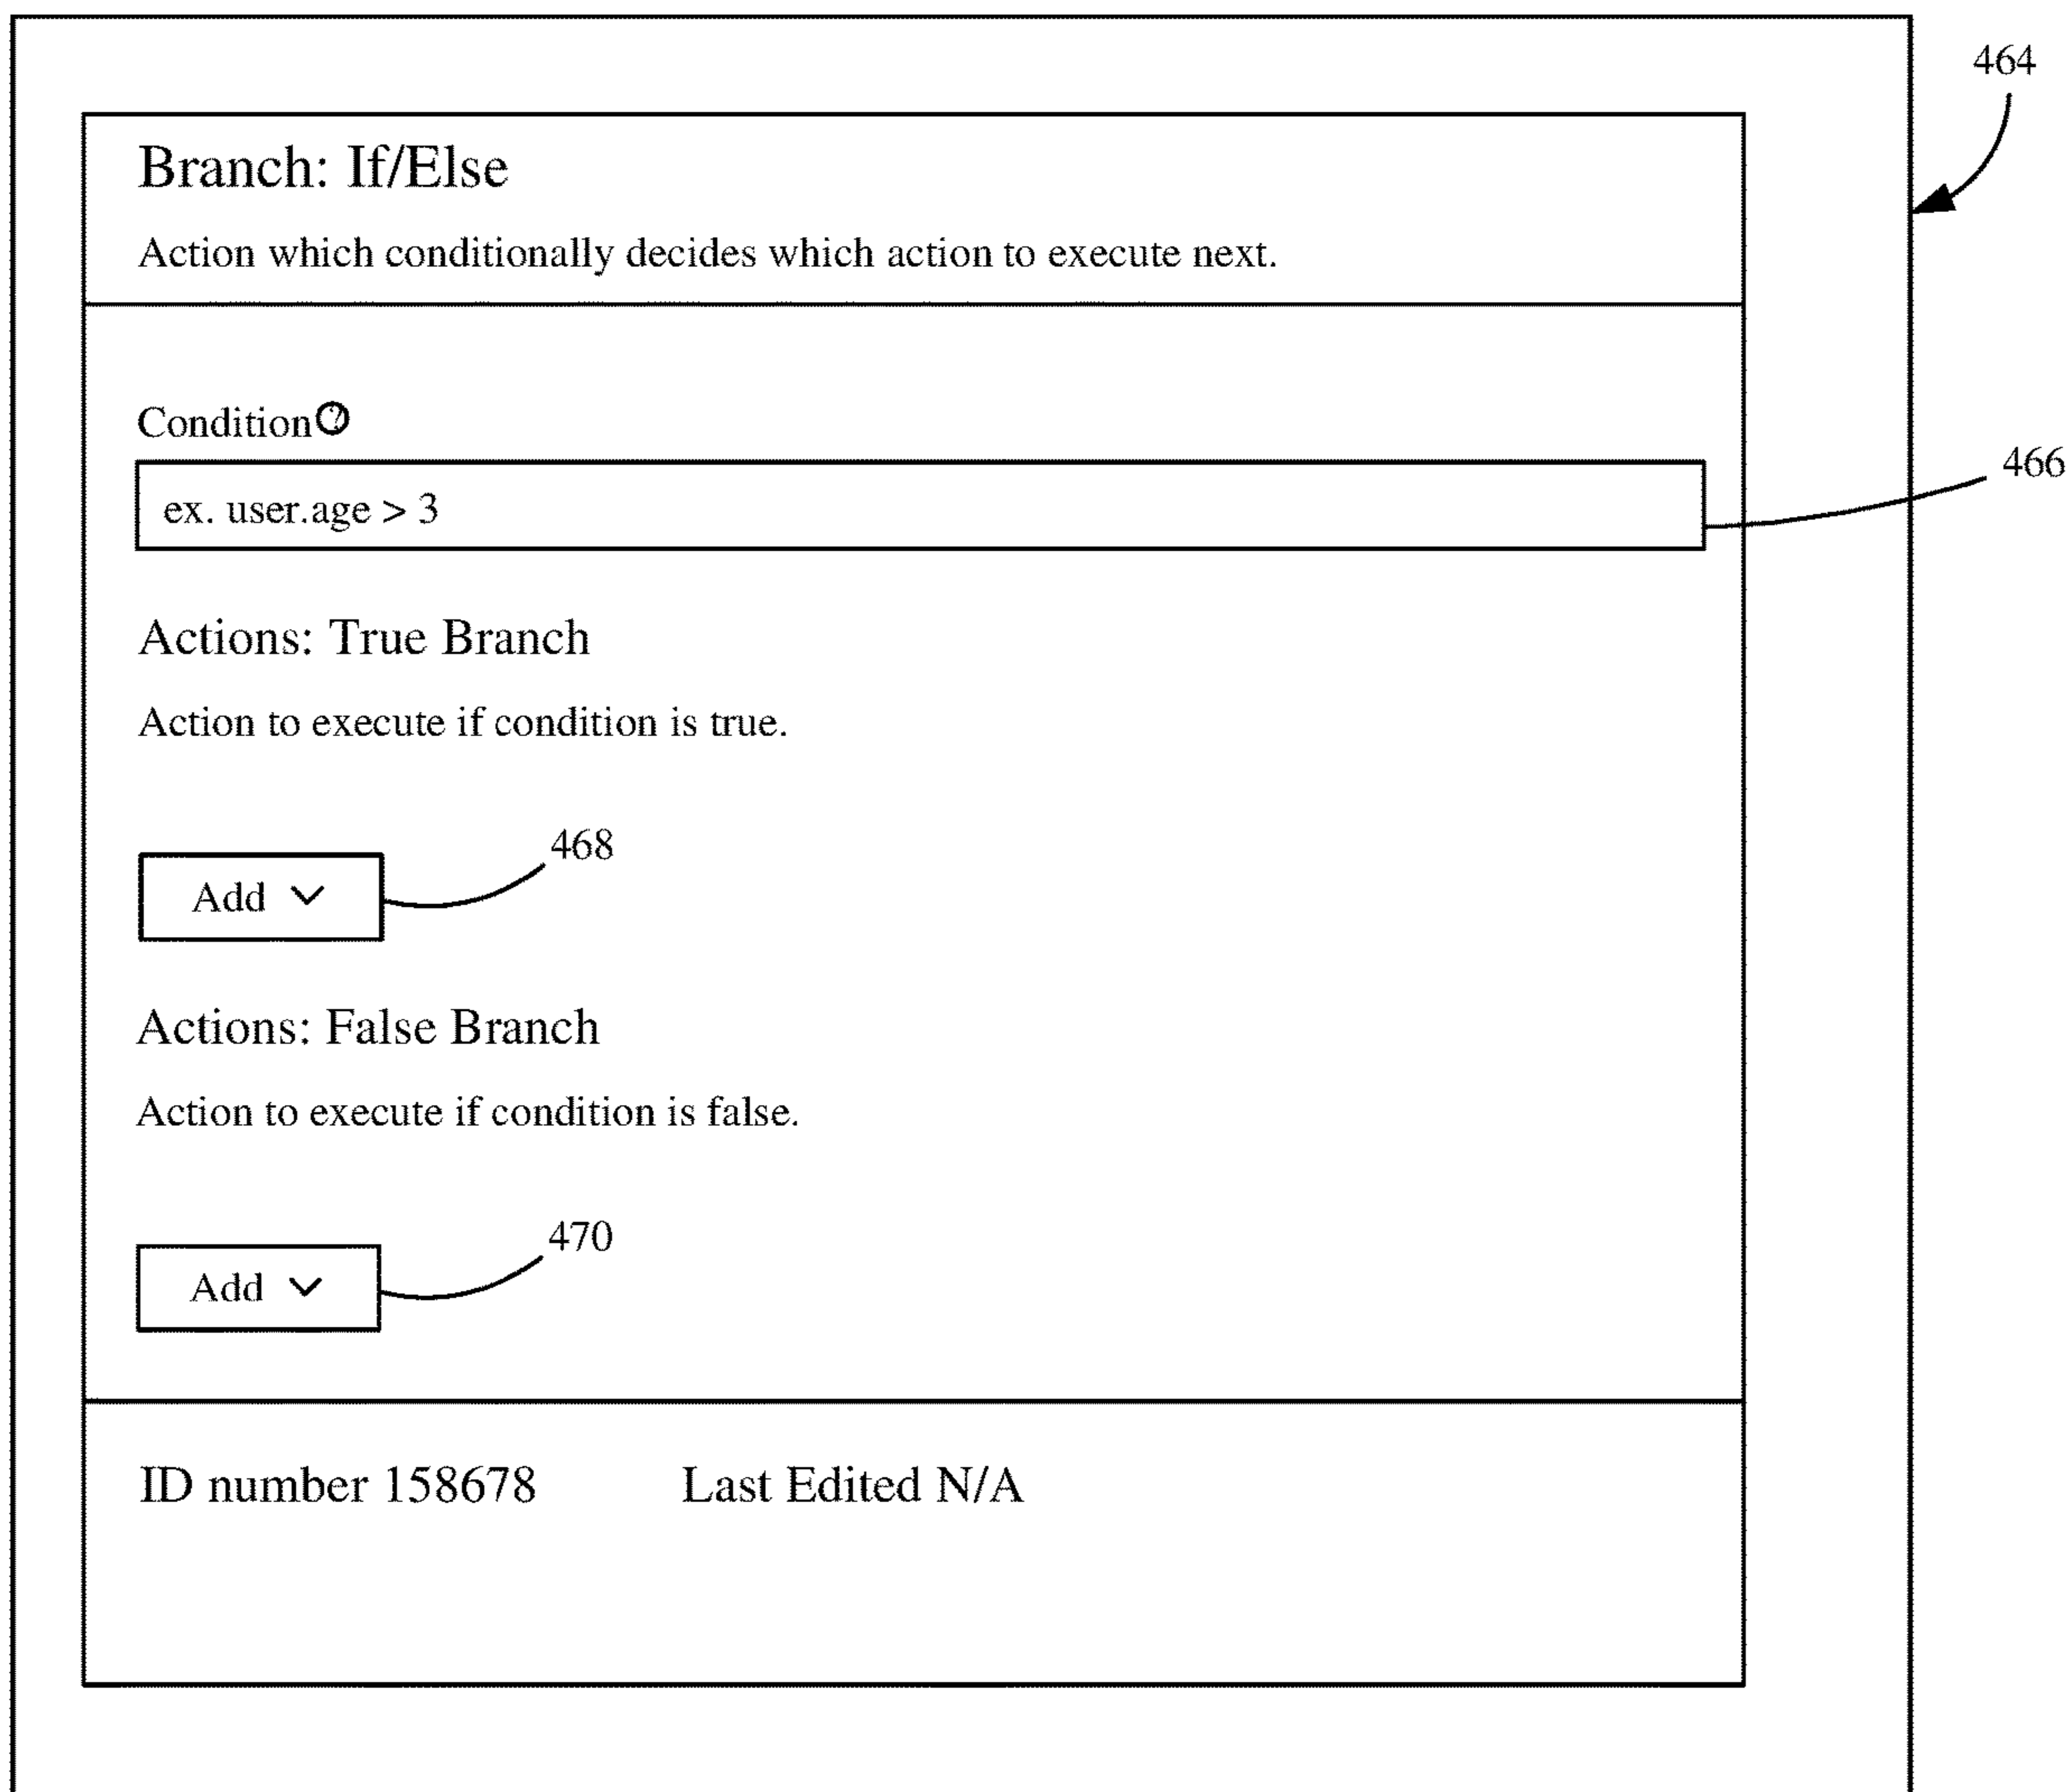 464
Branch: If/Else
Action which conditionally decides which action to execute next.
Condition?
466
ex. user.age > 3
Actions: True Branch
Action to execute if condition is true.
468
Add
Actions: False Branch
Action to execute if condition is false.
470
Add
ID number 158678 Last Edited N/A